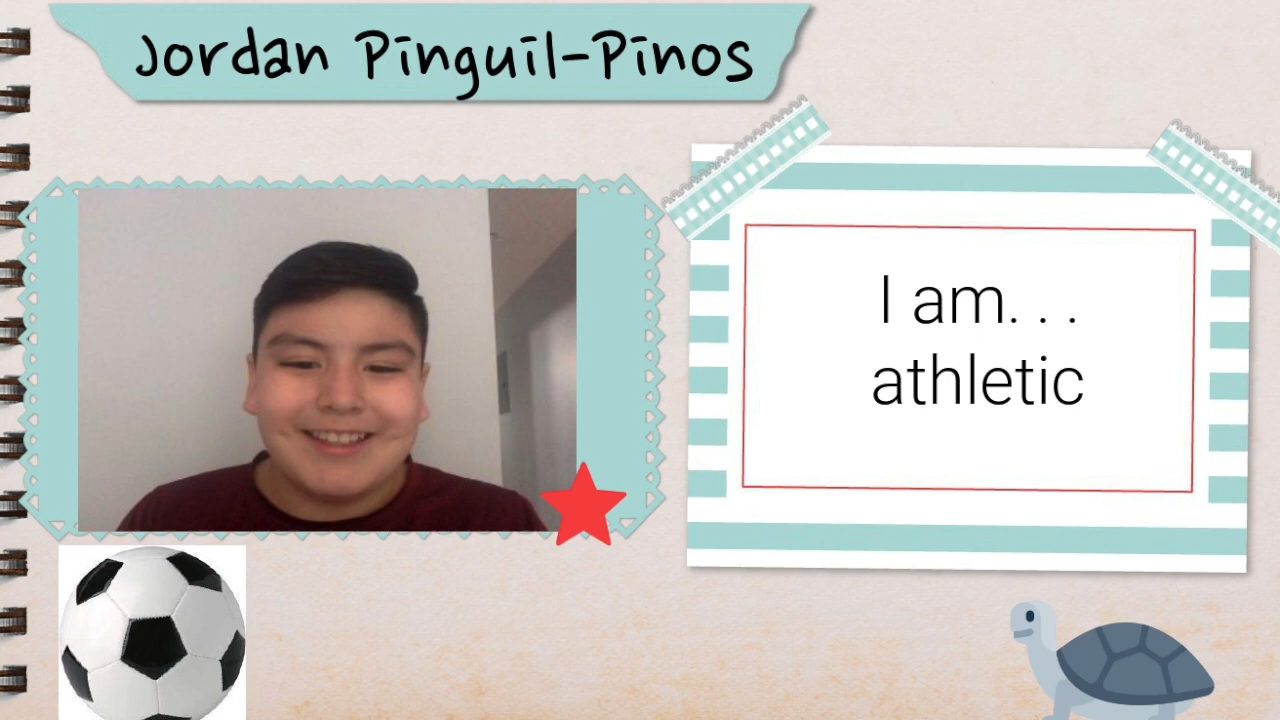 Jordan Pinguil-Pinos
I am. . .
athletic